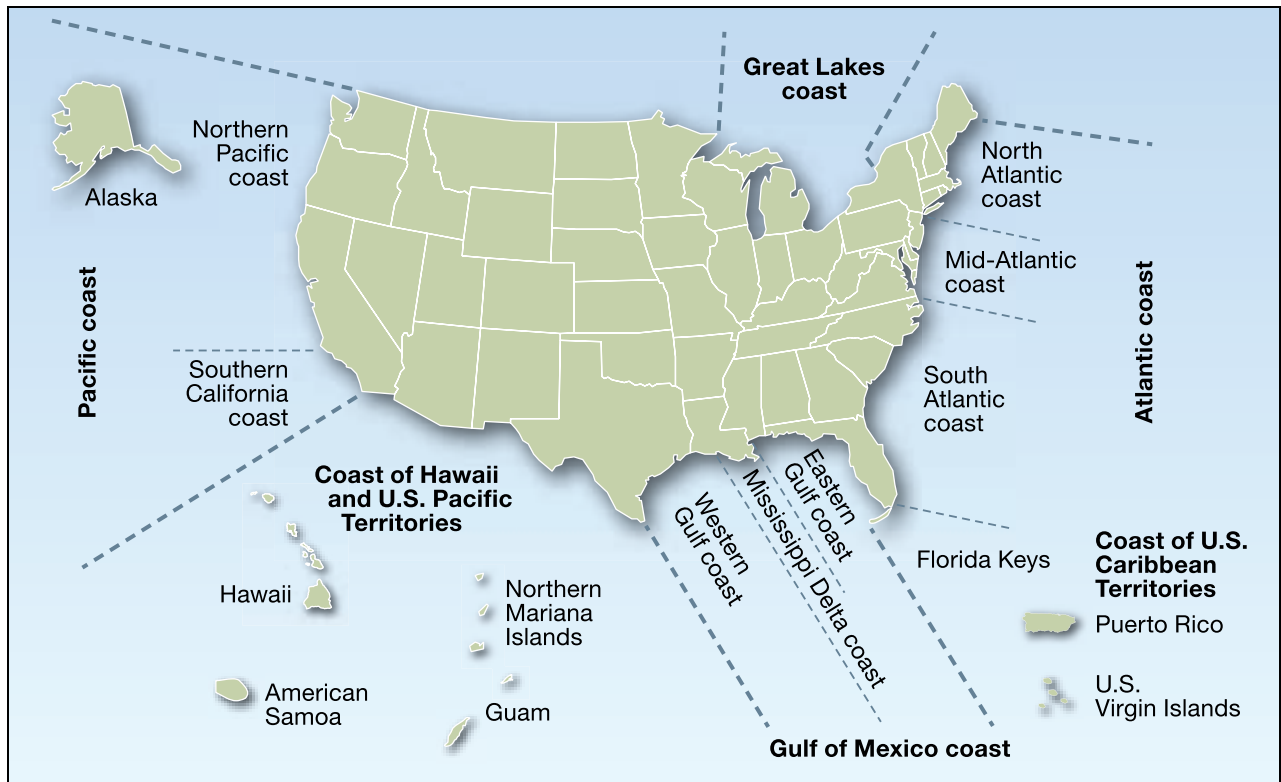 Great Lakes
coast
Northern
Pacific
coast
Alaska
North
Atlantic
coast
Mid-Atlantic
coast
Pacific coast
Atlantic coast
Southern
California
coast
South
Atlantic
coast
Coast of Hawaii
and U.S. Pacific
Territories
Western
Gulf coast
Mississippi Delta coast
Eastern
Gulf coast
Florida Keys
Coast of U.S.
Caribbean
Territories
Hawaii
Northern
Mariana
Islands
Puerto Rico
American
Samoa
Guam
U.S.
Virgin Islands
Gulf of Mexico coast